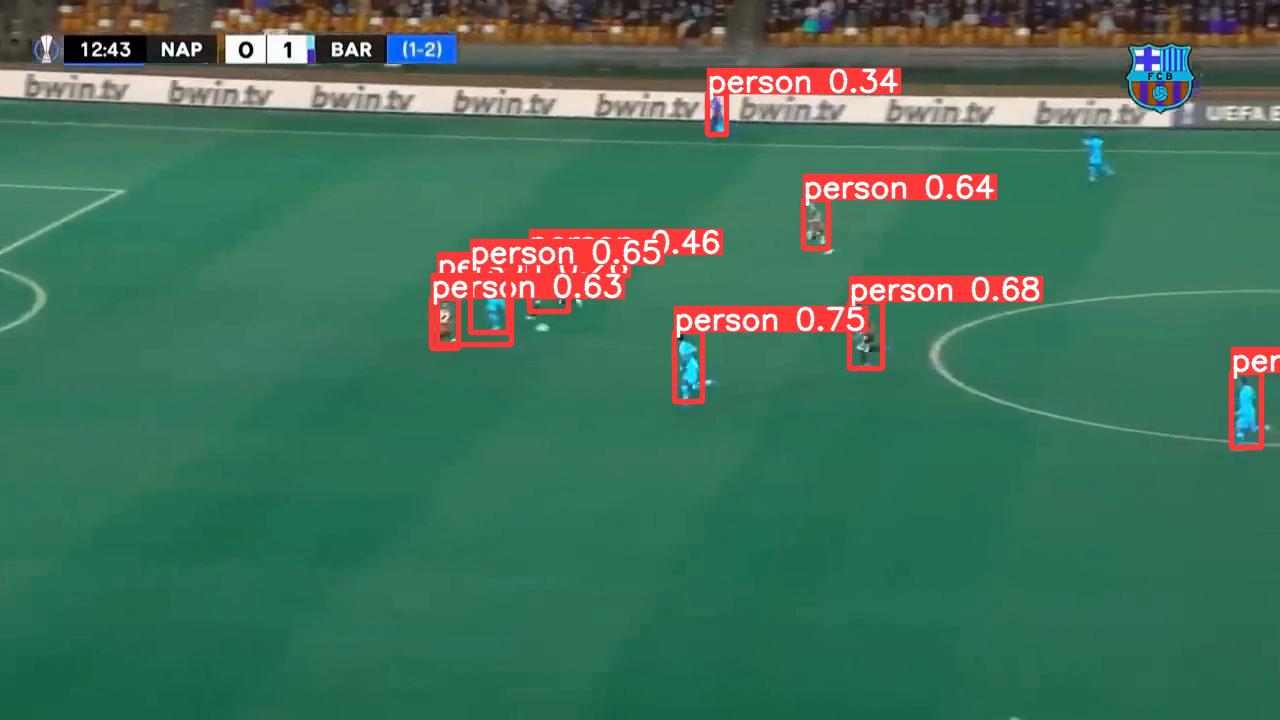 12:43 NAP 0 1 BAR (1-2)
FCB
bwin.tv bwin.tv bwin.tv bwin.tv bwin.tv bwin.tv bwin.tv bwin.tv UEFA E
person 0.34
person 0.64
0.46
person 0.65
person 0.63
person 0.68
person 0.75
per